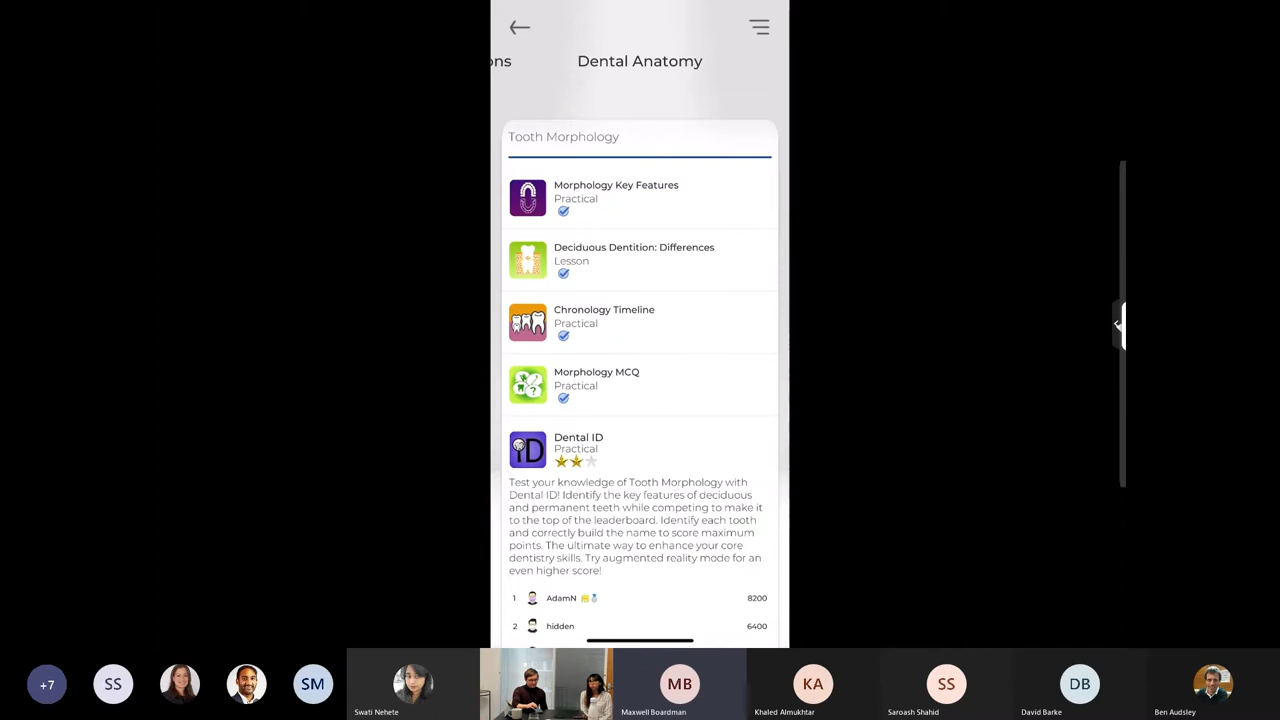 ons
Dental Anatomy
Tooth Morphology
Morphology Key Features
Practical
Deciduous Dentition: Differences
Lesson
Chronology Timeline
Practical
Morphology MCQ
Practical
iD
Dental ID
Practical
Test your knowledge of Tooth Morphology with
Dental ID! Identify the key features of deciduous
and permanent teeth while competing to make it
to the top of the leaderboard. Identify each tooth
and correctly build the name to score maximum
points. The ultimate way to enhance your core
dentistry skills. Try augmented reality mode for an
even higher score!
1 AdamN 8200
2 hidden 6400
+7 SS SM MB KA SS DB
Swati Nehete Maxwell Boardman Khaled Almukhtar Saroash Shahid David Barke Ben Audsley